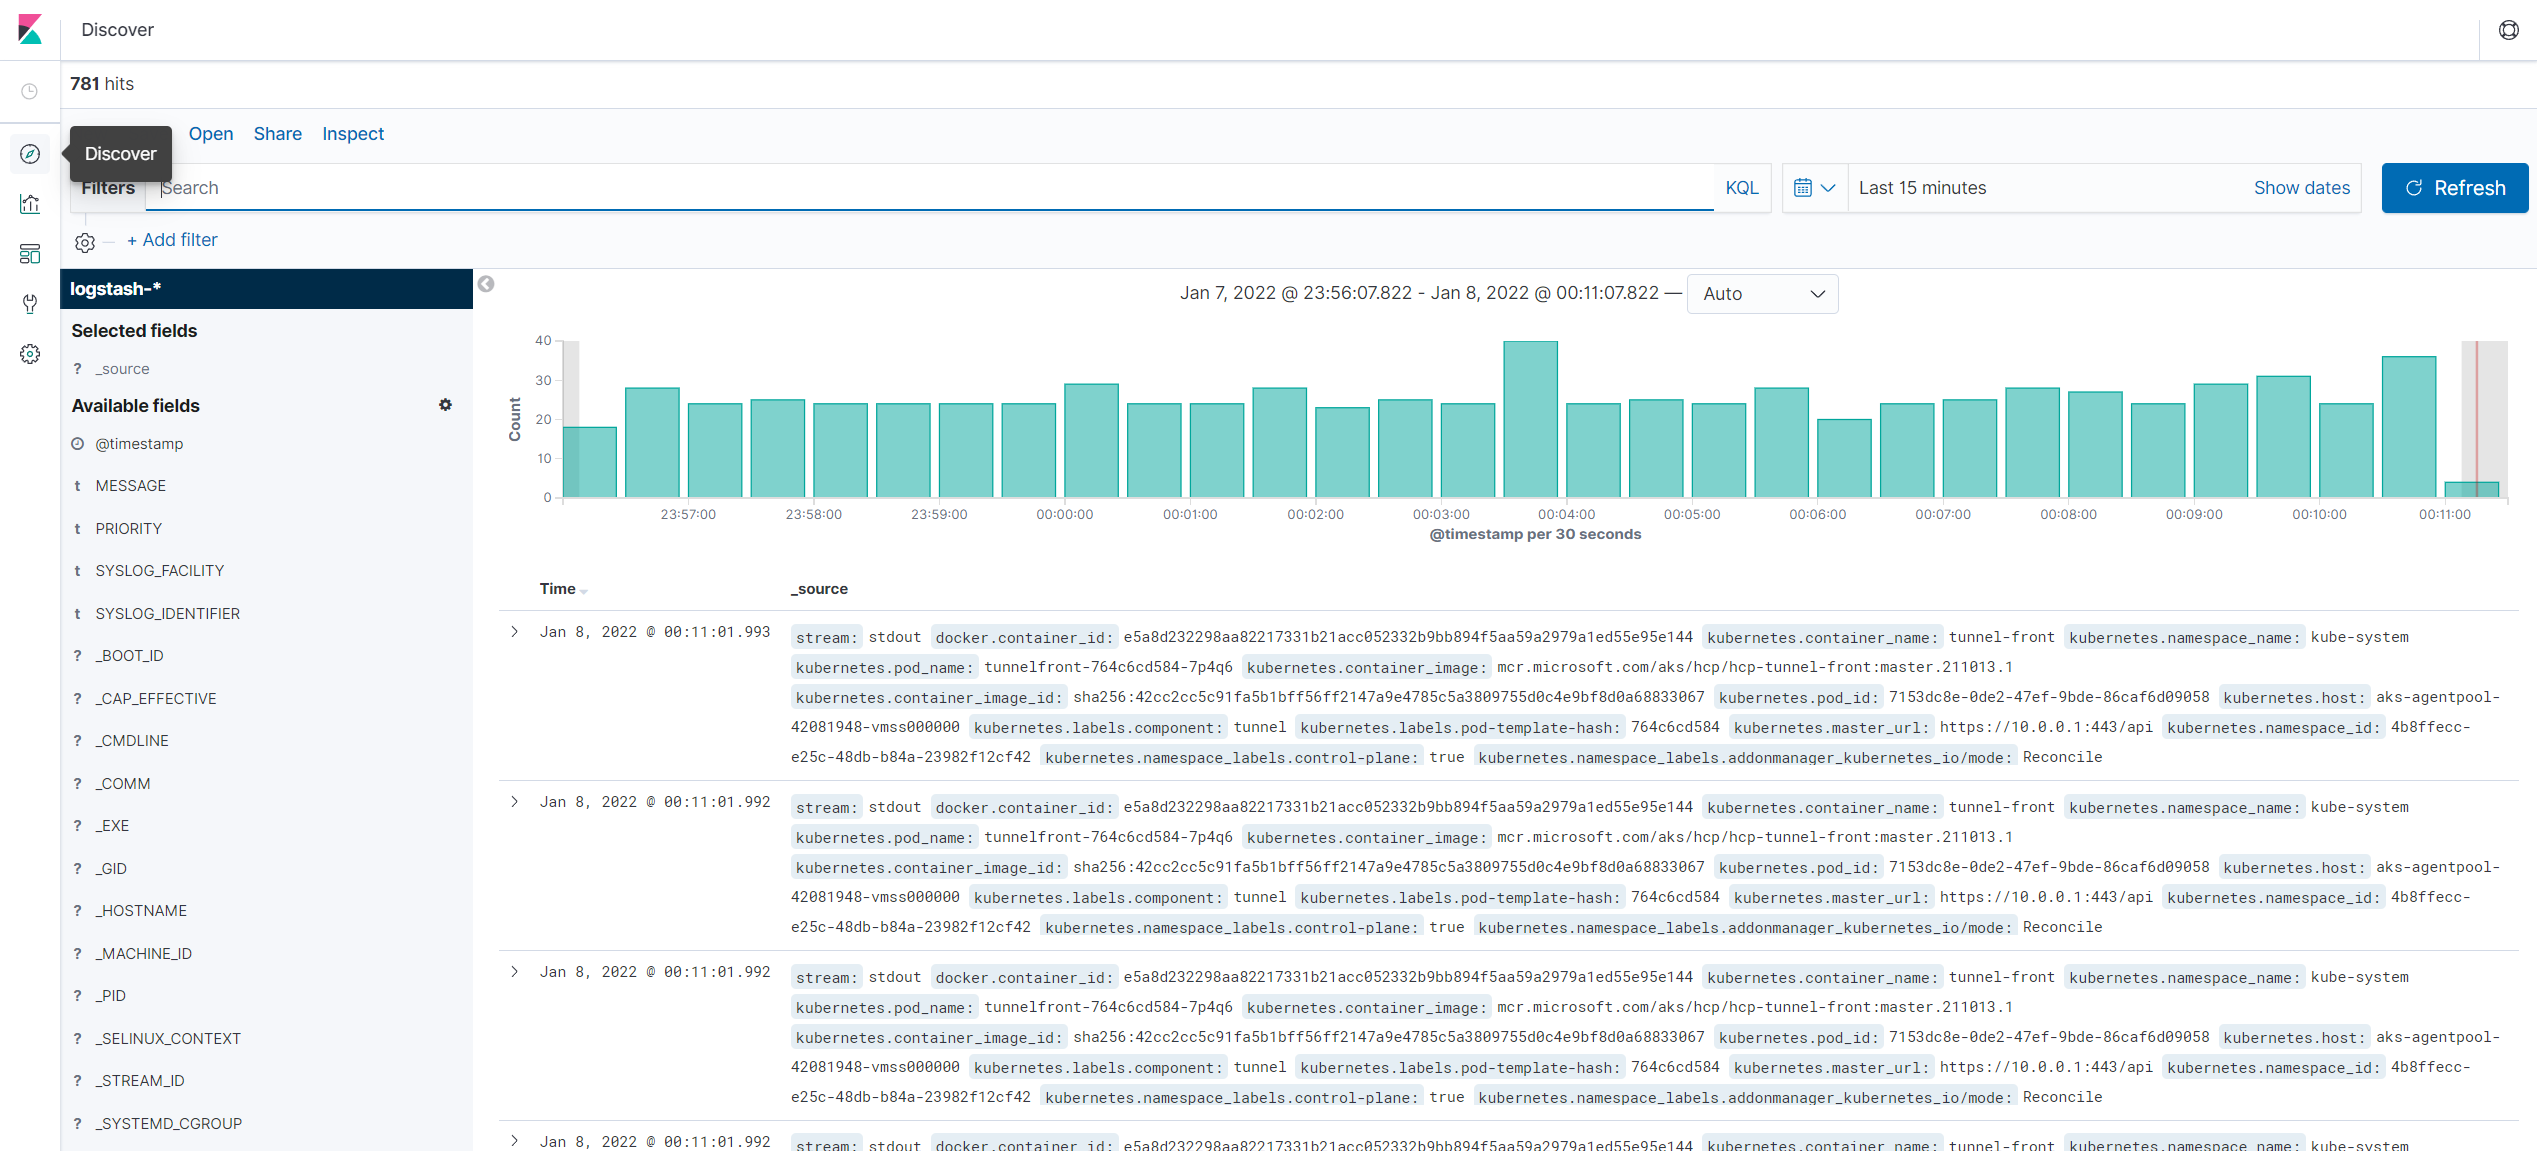 Discover
781 hits
Open Share Inspect
Discover
Filters Search KQL Last 15 minutes Show dates Refresh
+ Add filter
logstash-*
Selected fields
? _source
Available fields
@timestamp
t MESSAGE
t PRIORITY
t SYSLOG_FACILITY
t SYSLOG_IDENTIFIER
? _BOOT_ID
? _CAP_EFFECTIVE
? _CMDLINE
? _COMM
? _EXE
? _GID
? _HOSTNAME
? _MACHINE_ID
? _PID
? _SELINUX_CONTEXT
? _STREAM_ID
? _SYSTEMD_CGROUP
Jan 7, 2022 @ 23:56:07.822 - Jan 8, 2022 @ 00:11:07.822 — Auto
Count
40
30
20
10
0
23:57:00 23:58:00 23:59:00 00:00:00 00:01:00 00:02:00 00:03:00 00:04:00 00:05:00 00:06:00 00:07:00 00:08:00 00:09:00 00:10:00 00:11:00
@timestamp per 30 seconds
Time _source
Jan 8, 2022 @ 00:11:01.993 stream: stdout docker.container_id: e5a8d232298aa82217331b21acc052332b9bb894f5aa59a2979a1ed55e95e144 kubernetes.container_name: tunnel-front kubernetes.namespace_name: kube-system
kubernetes.pod_name: tunnelfront-764c6cd584-7p4q6 kubernetes.container_image: mcr.microsoft.com/aks/hcp/hcp-tunnel-front:master.211013.1
kubernetes.container_image_id: sha256:42cc2cc5c91fa5b1bff56ff2147a9e4785c5a3809755d0c4e9bf8d0a68833067 kubernetes.pod_id: 7153dc8e-0de2-47ef-9bde-86caf6d09058 kubernetes.host: aks-agentpool-
42081948-vmss000000 kubernetes.labels.component: tunnel kubernetes.labels.pod-template-hash: 764c6cd584 kubernetes.master_url: https://10.0.0.1:443/api kubernetes.namespace_id: 4b8ffecc-
e25c-48db-b84a-23982f12cf42 kubernetes.namespace_labels.control-plane: true kubernetes.namespace_labels.addonmanager_kubernetes_io/mode: Reconcile
Jan 8, 2022 @ 00:11:01.992 stream: stdout docker.container_id: e5a8d232298aa82217331b21acc052332b9bb894f5aa59a2979a1ed55e95e144 kubernetes.container_name: tunnel-front kubernetes.namespace_name: kube-system
kubernetes.pod_name: tunnelfront-764c6cd584-7p4q6 kubernetes.container_image: mcr.microsoft.com/aks/hcp/hcp-tunnel-front:master.211013.1
kubernetes.container_image_id: sha256:42cc2cc5c91fa5b1bff56ff2147a9e4785c5a3809755d0c4e9bf8d0a68833067 kubernetes.pod_id: 7153dc8e-0de2-47ef-9bde-86caf6d09058 kubernetes.host: aks-agentpool-
42081948-vmss000000 kubernetes.labels.component: tunnel kubernetes.labels.pod-template-hash: 764c6cd584 kubernetes.master_url: https://10.0.0.1:443/api kubernetes.namespace_id: 4b8ffecc-
e25c-48db-b84a-23982f12cf42 kubernetes.namespace_labels.control-plane: true kubernetes.namespace_labels.addonmanager_kubernetes_io/mode: Reconcile
Jan 8, 2022 @ 00:11:01.992 stream: stdout docker.container_id: e5a8d232298aa82217331b21acc052332b9bb894f5aa59a2979a1ed55e95e144 kubernetes.container_name: tunnel-front kubernetes.namespace_name: kube-system
kubernetes.pod_name: tunnelfront-764c6cd584-7p4q6 kubernetes.container_image: mcr.microsoft.com/aks/hcp/hcp-tunnel-front:master.211013.1
kubernetes.container_image_id: sha256:42cc2cc5c91fa5b1bff56ff2147a9e4785c5a3809755d0c4e9bf8d0a68833067 kubernetes.pod_id: 7153dc8e-0de2-47ef-9bde-86caf6d09058 kubernetes.host: aks-agentpool-
42081948-vmss000000 kubernetes.labels.component: tunnel kubernetes.labels.pod-template-hash: 764c6cd584 kubernetes.master_url: https://10.0.0.1:443/api kubernetes.namespace_id: 4b8ffecc-
e25c-48db-b84a-23982f12cf42 kubernetes.namespace_labels.control-plane: true kubernetes.namespace_labels.addonmanager_kubernetes_io/mode: Reconcile
Jan 8, 2022 @ 00:11:01.992 stream: stdout docker.container_id: e5a8d232298aa82217331b21acc052332b9bb894f5aa59a2979a1ed55e95e144 kubernetes.container_name: tunnel-front kubernetes.namespace_name: kube-system